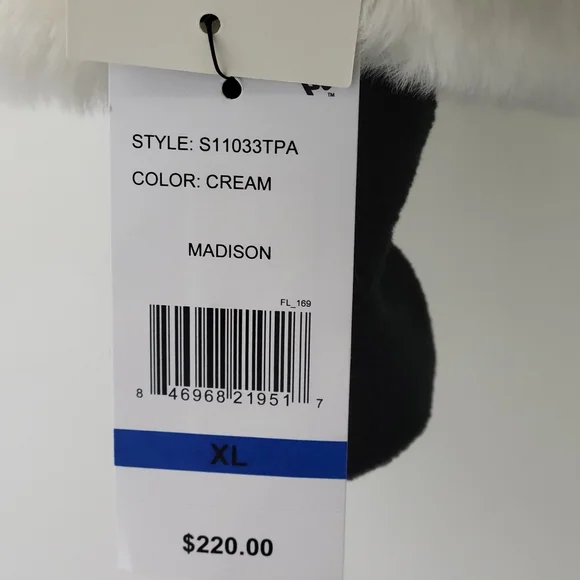 STYLE: S11033TPA
COLOR: CREAM
MADISON
FL_169
8 46968 21951 7
XL
$220.00